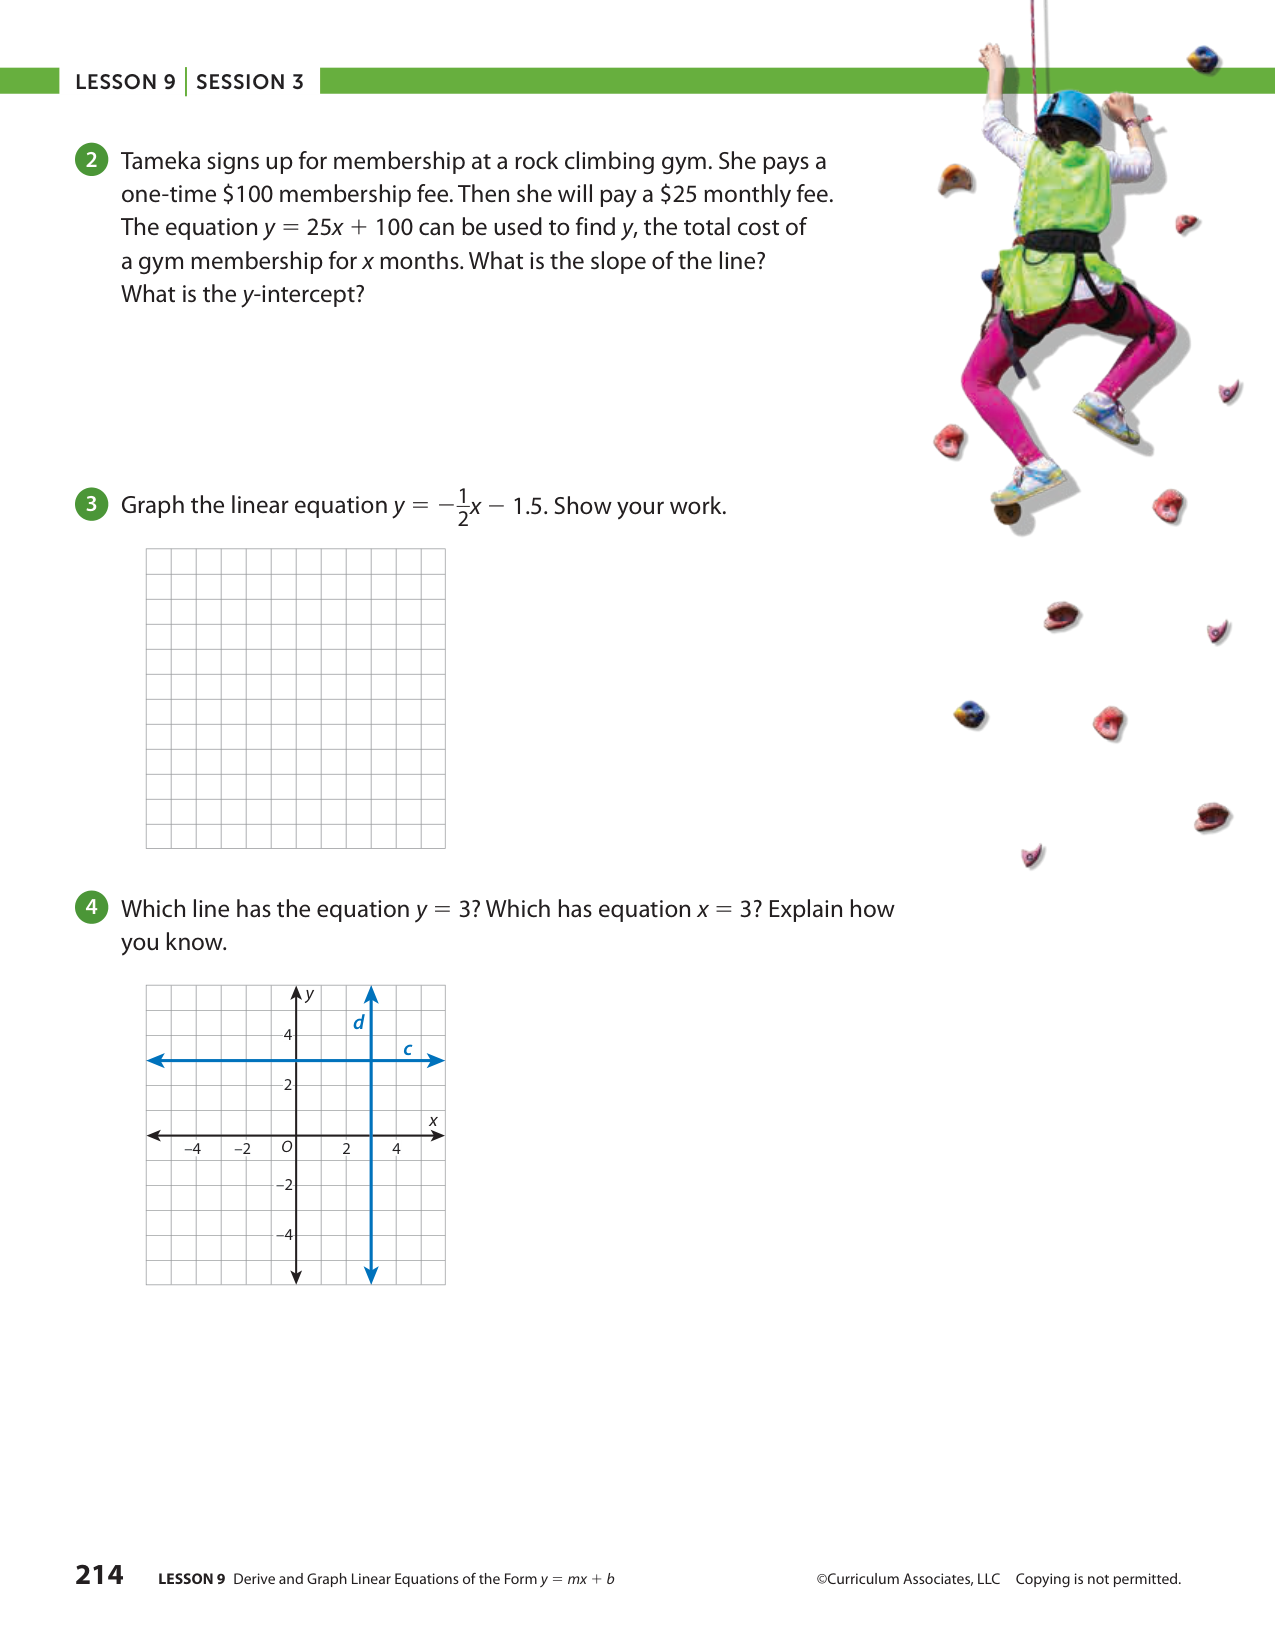 LESSON 9 | SESSION 3
2 Tameka signs up for membership at a rock climbing gym. She pays a
one-time $100 membership fee. Then she will pay a $25 monthly fee.
The equation y = 25x + 100 can be used to find y, the total cost of
a gym membership for x months. What is the slope of the line?
What is the y-intercept?
3 Graph the linear equation y = −1/2x − 1.5. Show your work.
4 Which line has the equation y = 3? Which has equation x = 3? Explain how
you know.
y
d
4
c
2
x
–4 –2 O 2 4
–2
–4
214 LESSON 9 Derive and Graph Linear Equations of the Form y = mx + b ©Curriculum Associates, LLC Copying is not permitted.